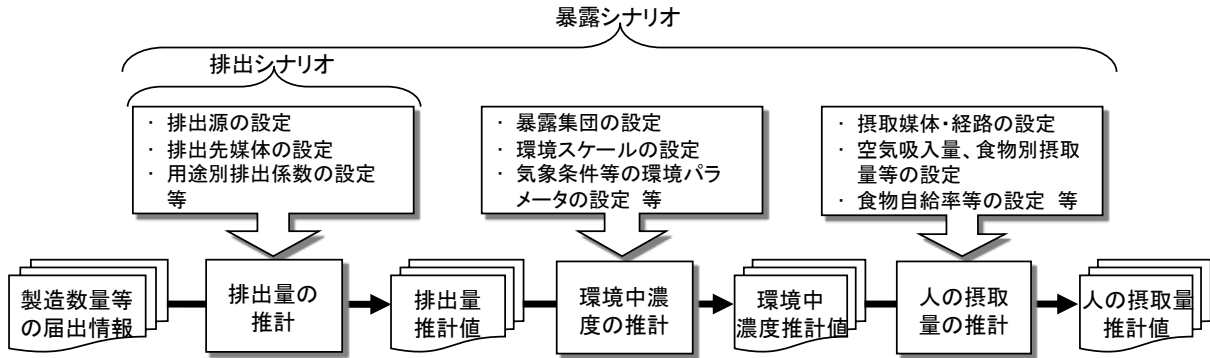 暴露シナリオ
排出シナリオ
· 排出源の設定
· 排出先媒体の設定
· 用途別排出係数の設定
等
· 暴露集団の設定
· 環境スケールの設定
· 気象条件等の環境パラ
メータの設定 等
· 摂取媒体・経路の設定
· 空気吸入量、食物別摂取
量等の設定
· 食物自給率等の設定 等
製造数量等
の届出情報
排出量の
推計
排出量
推計値
環境中濃
度の推計
環境中
濃度推計値
人の摂取
量の推計
人の摂取量
推計値